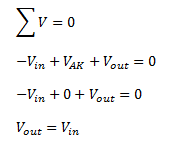 ∑V = 0
−V_in + V_AK + V_out = 0
−V_in + 0 + V_out = 0
V_out = V_in